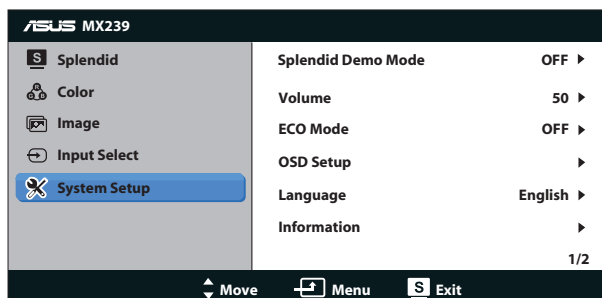 ASUS MX239
S Splendid
Color
Image
Input Select
System Setup
Splendid Demo Mode OFF
Volume 50
ECO Mode OFF
OSD Setup
Language English
Information
1/2
Move Menu S Exit